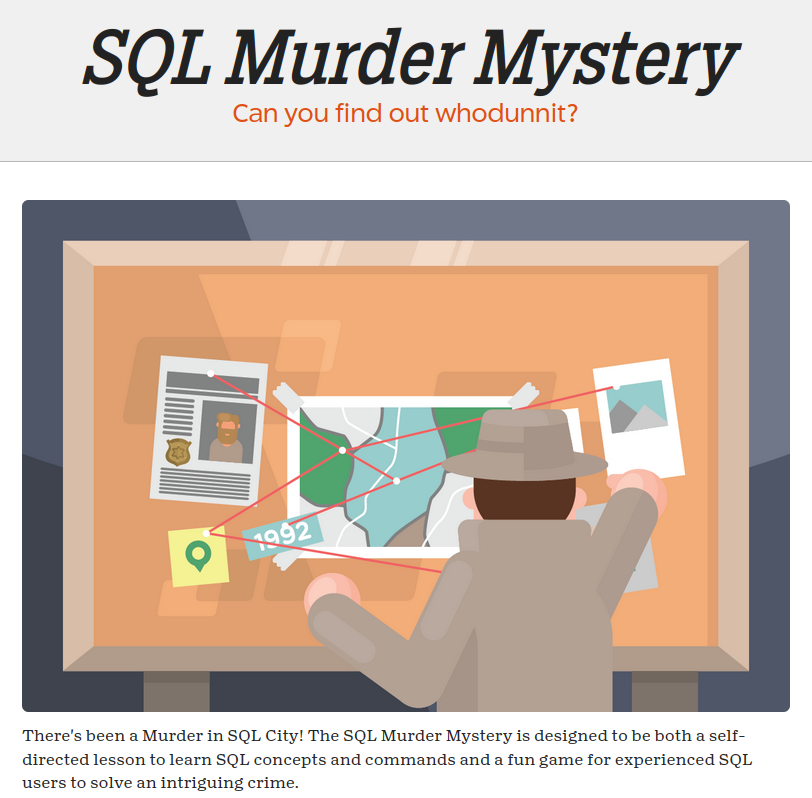 SQL Murder Mystery
Can you find out whodunnit?
1992
There's been a Murder in SQL City! The SQL Murder Mystery is designed to be both a self-
directed lesson to learn SQL concepts and commands and a fun game for experienced SQL
users to solve an intriguing crime.